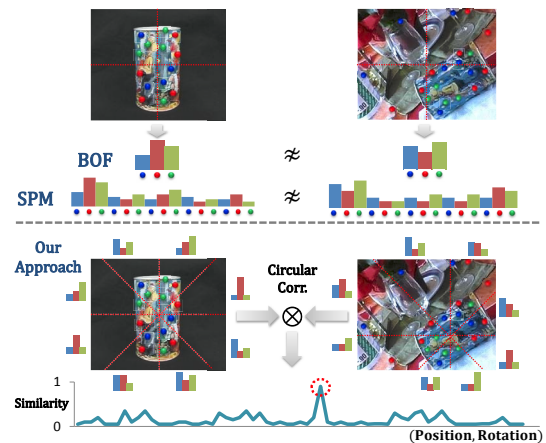 BOF
≉
SPM
≉
Our
Approach
Circular
Corr.
⊗
1
Similarity
0
(Position, Rotation)